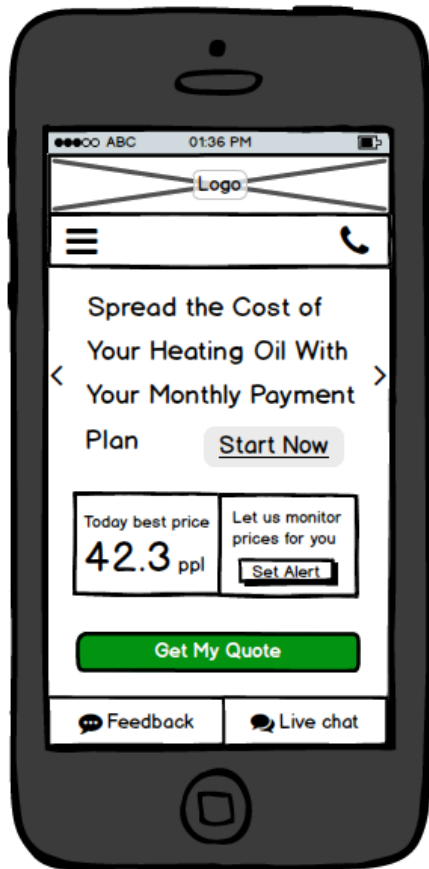 ABC 01:36 PM
Logo
Spread the Cost of
Your Heating Oil With
Your Monthly Payment
Plan
Start Now
Today best price
42.3 ppl
Let us monitor
prices for you
Set Alert
Get My Quote
Feedback
Live chat